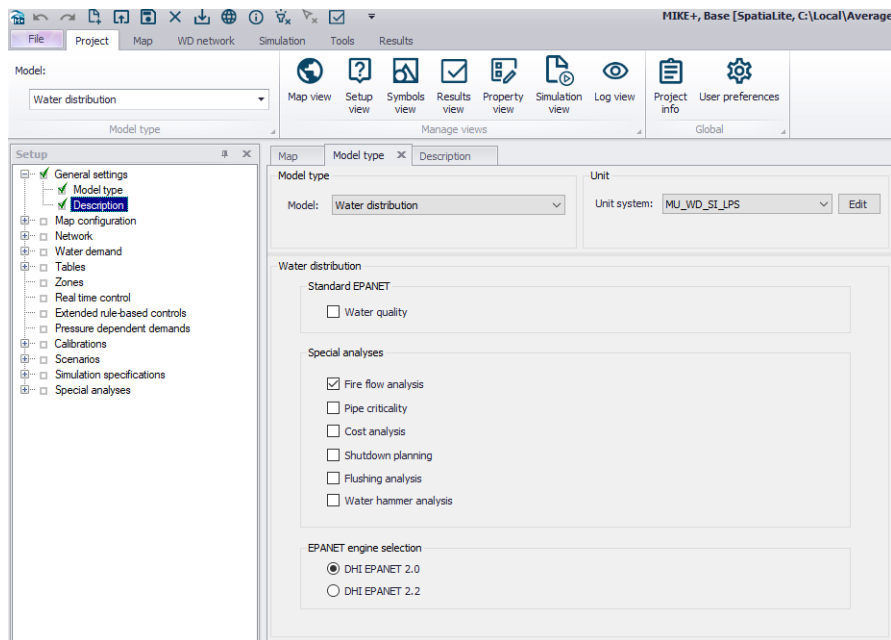 MIKE+, Base [SpatiaLite, C:\Local\Average
File Project Map WD network Simulation Tools Results
Model:
Water distribution
Model type
Map view Setup view Symbols view Results view Property view Simulation view Log view
Manage views
Project info User preferences
Global
Setup
General settings
Model type
Description
Map configuration
Network
Water demand
Tables
Zones
Real time control
Extended rule-based controls
Pressure dependent demands
Calibrations
Scenarios
Simulation specifications
Special analyses
Map Model type Description
Model type
Model: Water distribution
Unit
Unit system: MU_WD_SI_LPS Edit
Water distribution
Standard EPANET
Water quality
Special analyses
Fire flow analysis
Pipe criticality
Cost analysis
Shutdown planning
Flushing analysis
Water hammer analysis
EPANET engine selection
DHI EPANET 2.0
DHI EPANET 2.2